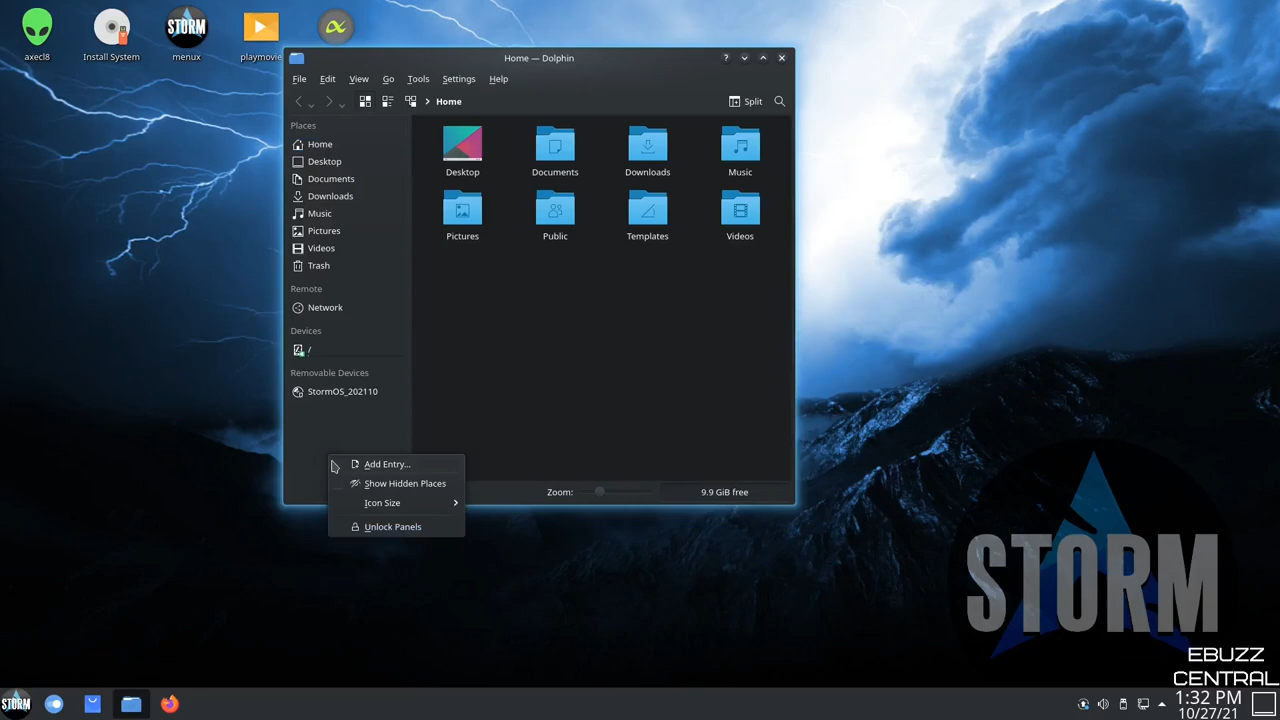 axecl8
Install System
STORM
menux
playmovie
Home — Dolphin
File Edit View Go Tools Settings Help
Home
Split
Places
Home
Desktop
Documents
Downloads
Music
Pictures
Videos
Trash
Remote
Network
Devices
/
Removable Devices
StormOS_202110
Desktop
Documents
Downloads
Music
Pictures
Public
Templates
Videos
Add Entry...
Show Hidden Places
Icon Size
Unlock Panels
Zoom:
9.9 GiB free
STORM
EBUZZ
CENTRAL
STORM
1:32 PM
10/27/21